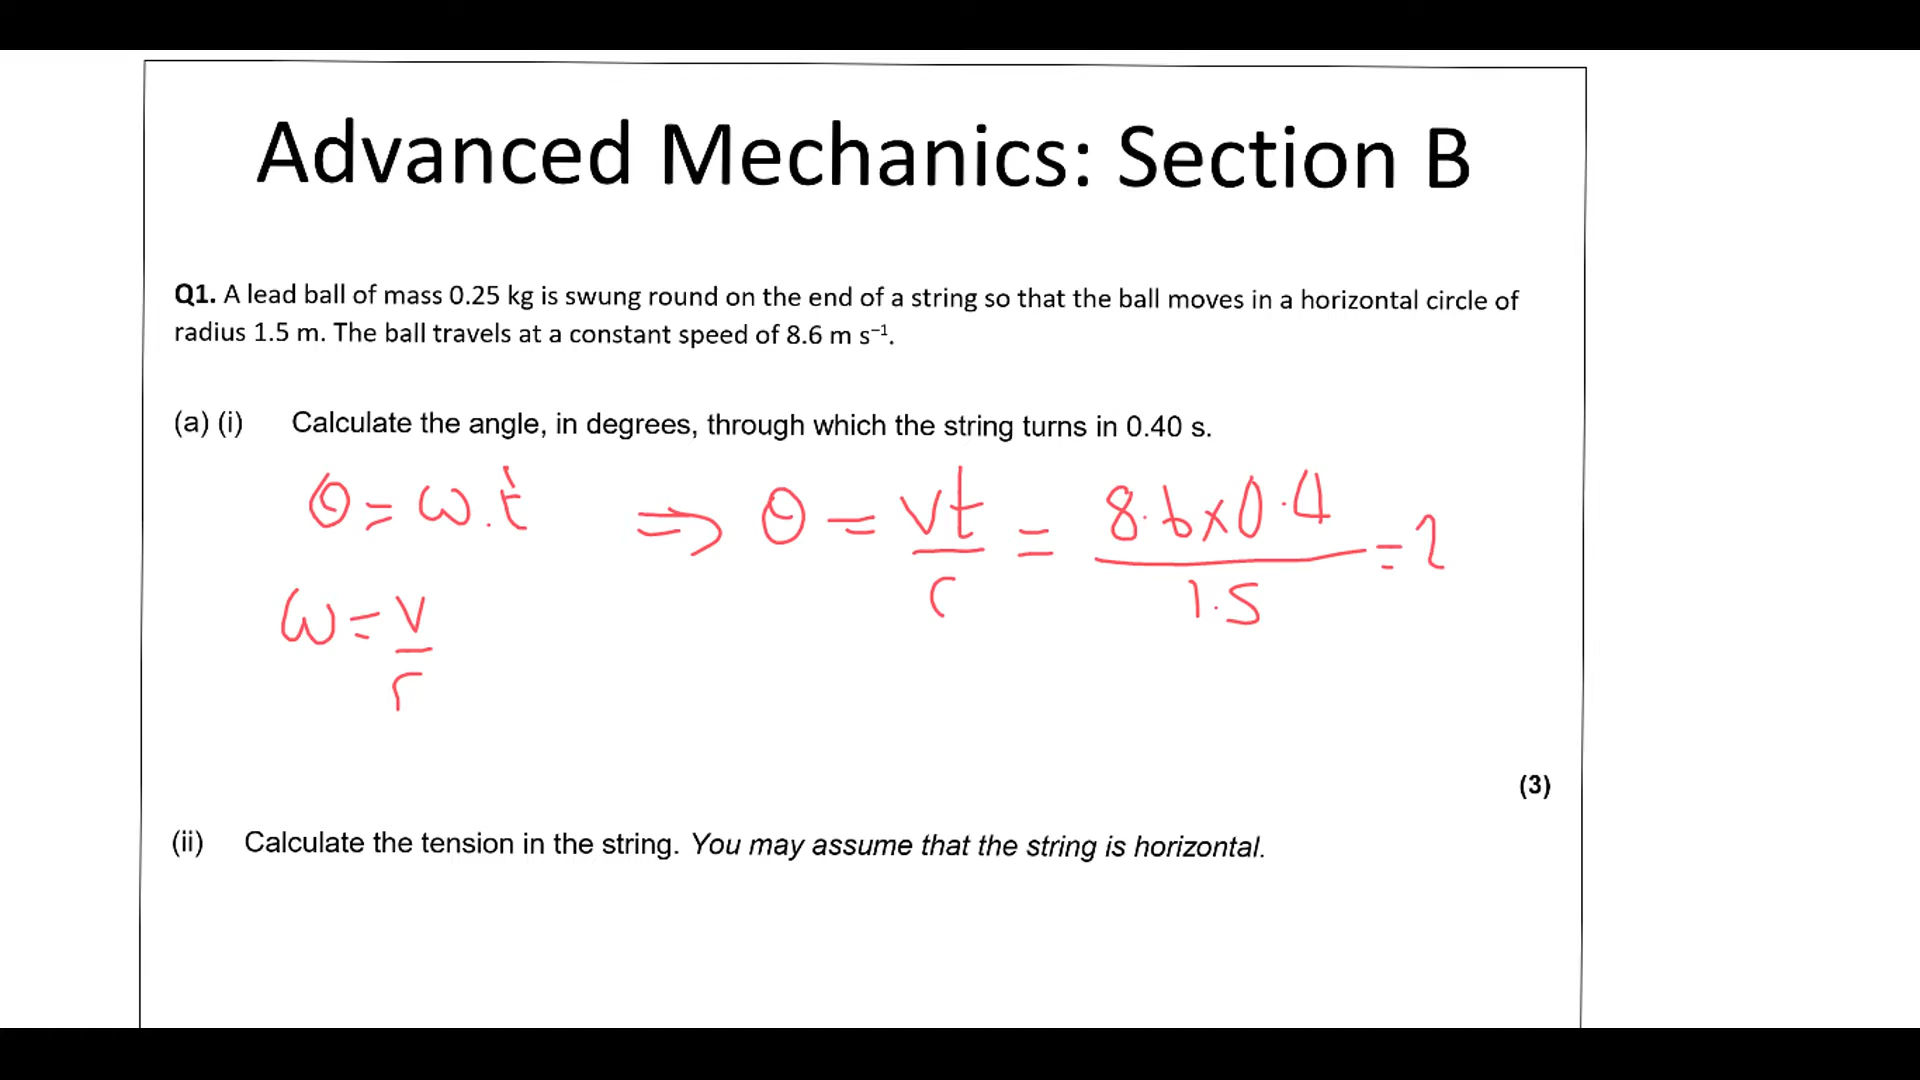 Advanced Mechanics: Section B
Q1. A lead ball of mass 0.25 kg is swung round on the end of a string so that the ball moves in a horizontal circle of
radius 1.5 m. The ball travels at a constant speed of 8.6 m s⁻¹.
(a) (i) Calculate the angle, in degrees, through which the string turns in 0.40 s.
θ = ω.t ⇒ θ = vt/r = 8.6×0.4/1.5 = 2
ω = v/r
(3)
(ii) Calculate the tension in the string. You may assume that the string is horizontal.